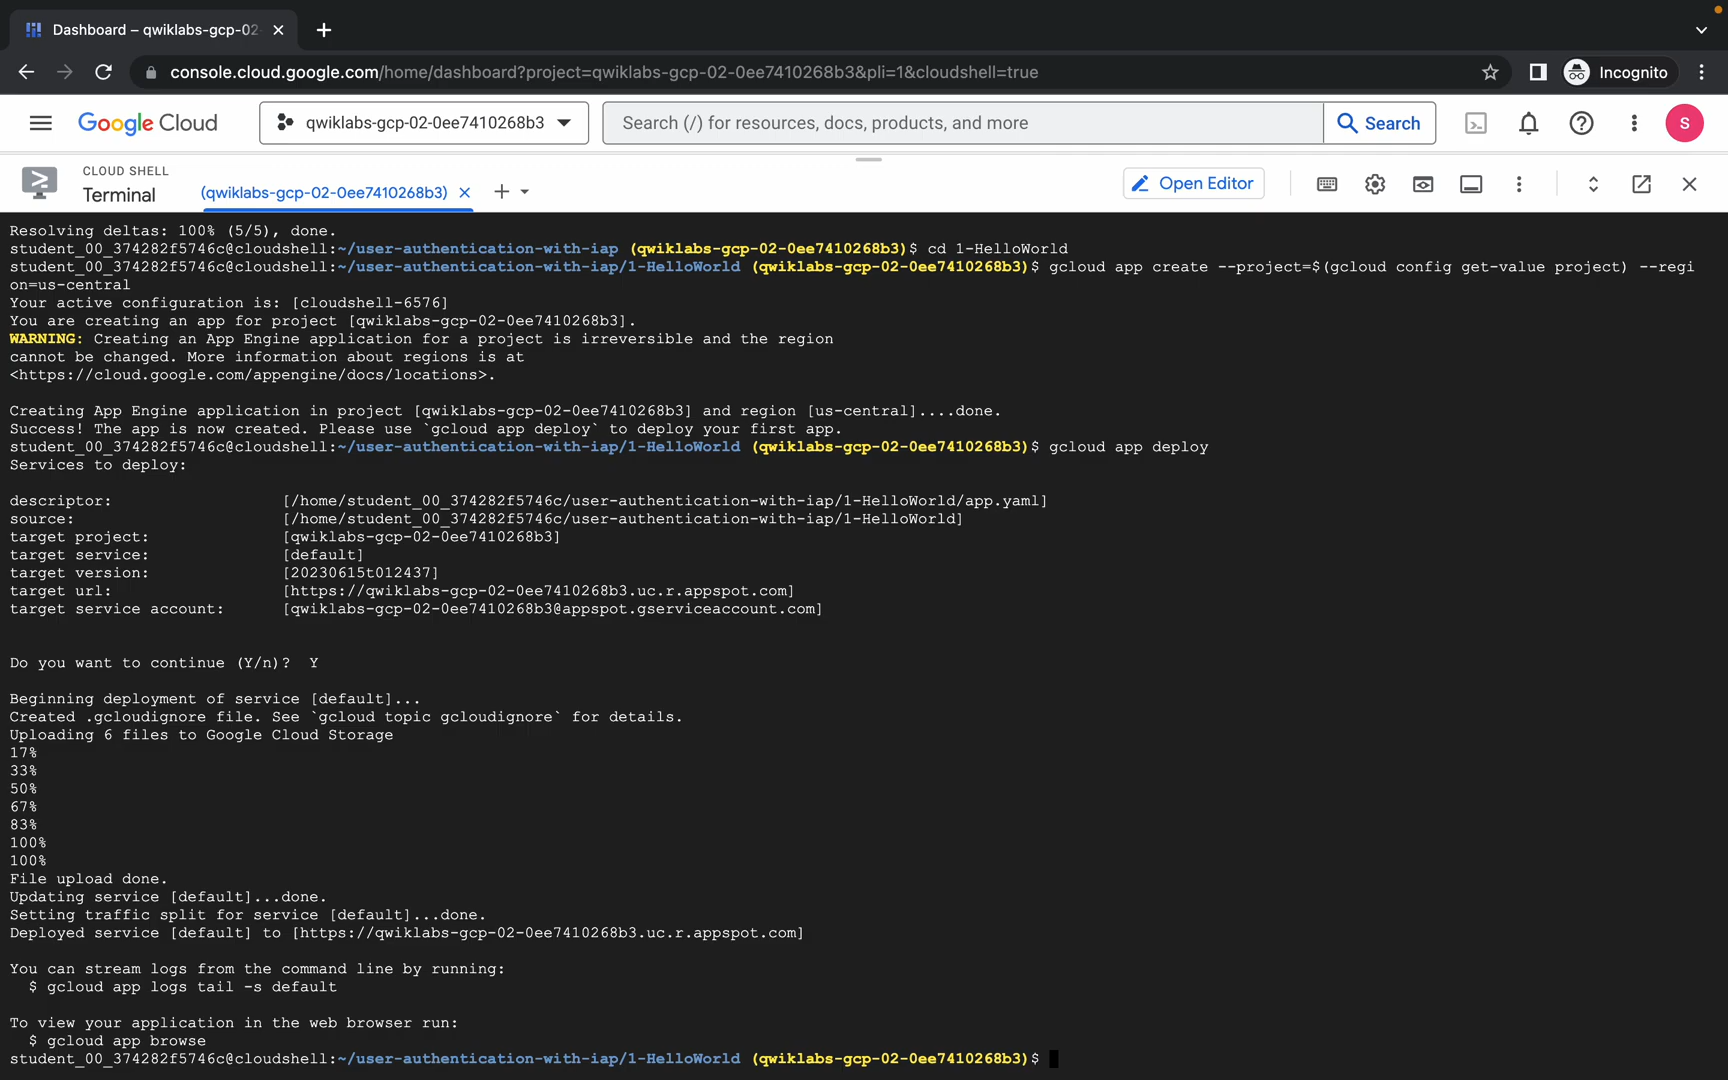 Dashboard – qwiklabs-gcp-02
console.cloud.google.com/home/dashboard?project=qwiklabs-gcp-02-0ee7410268b3&pli=1&cloudshell=true
Incognito
Google Cloud
qwiklabs-gcp-02-0ee7410268b3
Search (/) for resources, docs, products, and more
Search
S
CLOUD SHELL
Terminal
(qwiklabs-gcp-02-0ee7410268b3)
Open Editor
Resolving deltas: 100% (5/5), done.
student_00_374282f5746c@cloudshell:~/user-authentication-with-iap (qwiklabs-gcp-02-0ee7410268b3)$ cd 1-HelloWorld
student_00_374282f5746c@cloudshell:~/user-authentication-with-iap/1-HelloWorld (qwiklabs-gcp-02-0ee7410268b3)$ gcloud app create --project=$(gcloud config get-value project) --regi
on=us-central
Your active configuration is: [cloudshell-6576]
You are creating an app for project [qwiklabs-gcp-02-0ee7410268b3].
WARNING: Creating an App Engine application for a project is irreversible and the region
cannot be changed. More information about regions is at
<https://cloud.google.com/appengine/docs/locations>.
Creating App Engine application in project [qwiklabs-gcp-02-0ee7410268b3] and region [us-central]....done.
Success! The app is now created. Please use `gcloud app deploy` to deploy your first app.
student_00_374282f5746c@cloudshell:~/user-authentication-with-iap/1-HelloWorld (qwiklabs-gcp-02-0ee7410268b3)$ gcloud app deploy
Services to deploy:
descriptor: [/home/student_00_374282f5746c/user-authentication-with-iap/1-HelloWorld/app.yaml]
source: [/home/student_00_374282f5746c/user-authentication-with-iap/1-HelloWorld]
target project: [qwiklabs-gcp-02-0ee7410268b3]
target service: [default]
target version: [20230615t012437]
target url: [https://qwiklabs-gcp-02-0ee7410268b3.uc.r.appspot.com]
target service account: [qwiklabs-gcp-02-0ee7410268b3@appspot.gserviceaccount.com]
Do you want to continue (Y/n)? Y
Beginning deployment of service [default]...
Created .gcloudignore file. See `gcloud topic gcloudignore` for details.
Uploading 6 files to Google Cloud Storage
17%
33%
50%
67%
83%
100%
100%
File upload done.
Updating service [default]...done.
Setting traffic split for service [default]...done.
Deployed service [default] to [https://qwiklabs-gcp-02-0ee7410268b3.uc.r.appspot.com]
You can stream logs from the command line by running:
$ gcloud app logs tail -s default
To view your application in the web browser run:
$ gcloud app browse
student_00_374282f5746c@cloudshell:~/user-authentication-with-iap/1-HelloWorld (qwiklabs-gcp-02-0ee7410268b3)$